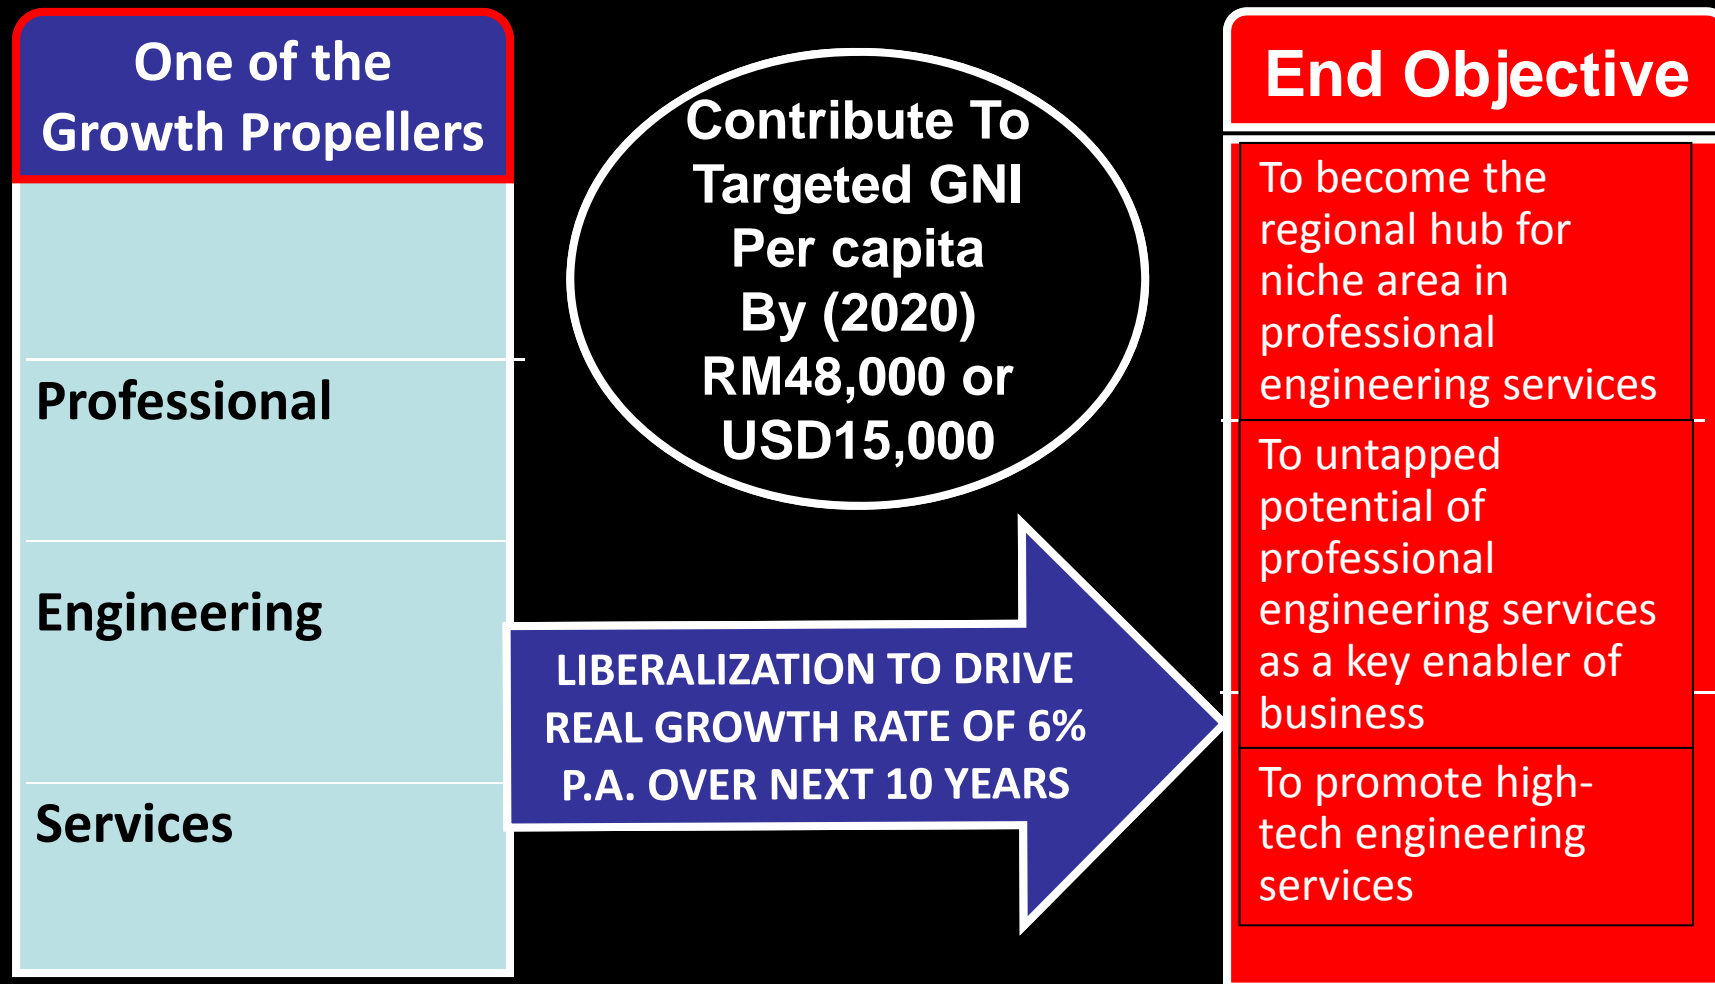 One of the
Growth Propellers
Professional
Engineering
Services
Contribute To
Targeted GNI
Per capita
By (2020)
RM48,000 or
USD15,000
LIBERALIZATION TO DRIVE
REAL GROWTH RATE OF 6%
P.A. OVER NEXT 10 YEARS
End Objective
To become the
regional hub for
niche area in
professional
engineering services
To untapped
potential of
professional
engineering services
as a key enabler of
business
To promote high-
tech engineering
services